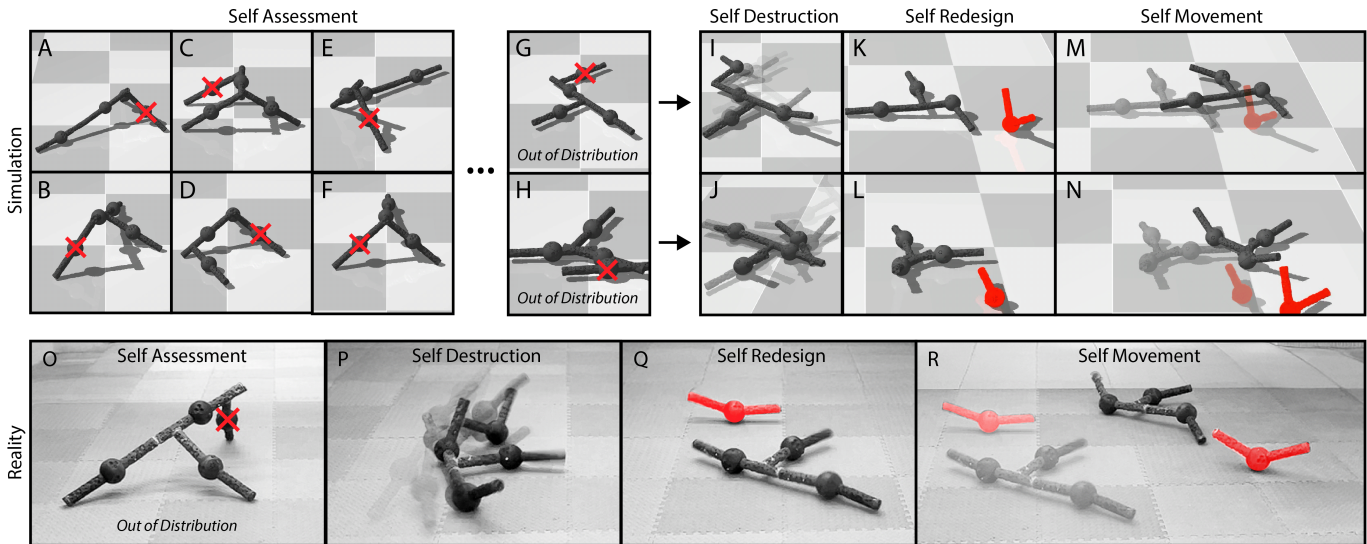 Self Assessment
Self Destruction
Self Redesign
Self Movement
Simulation
A
C
E
G
Out of Distribution
I
K
M
B
D
F
...
H
Out of Distribution
J
L
N
Reality
O
Self Assessment
Out of Distribution
P
Self Destruction
Q
Self Redesign
R
Self Movement